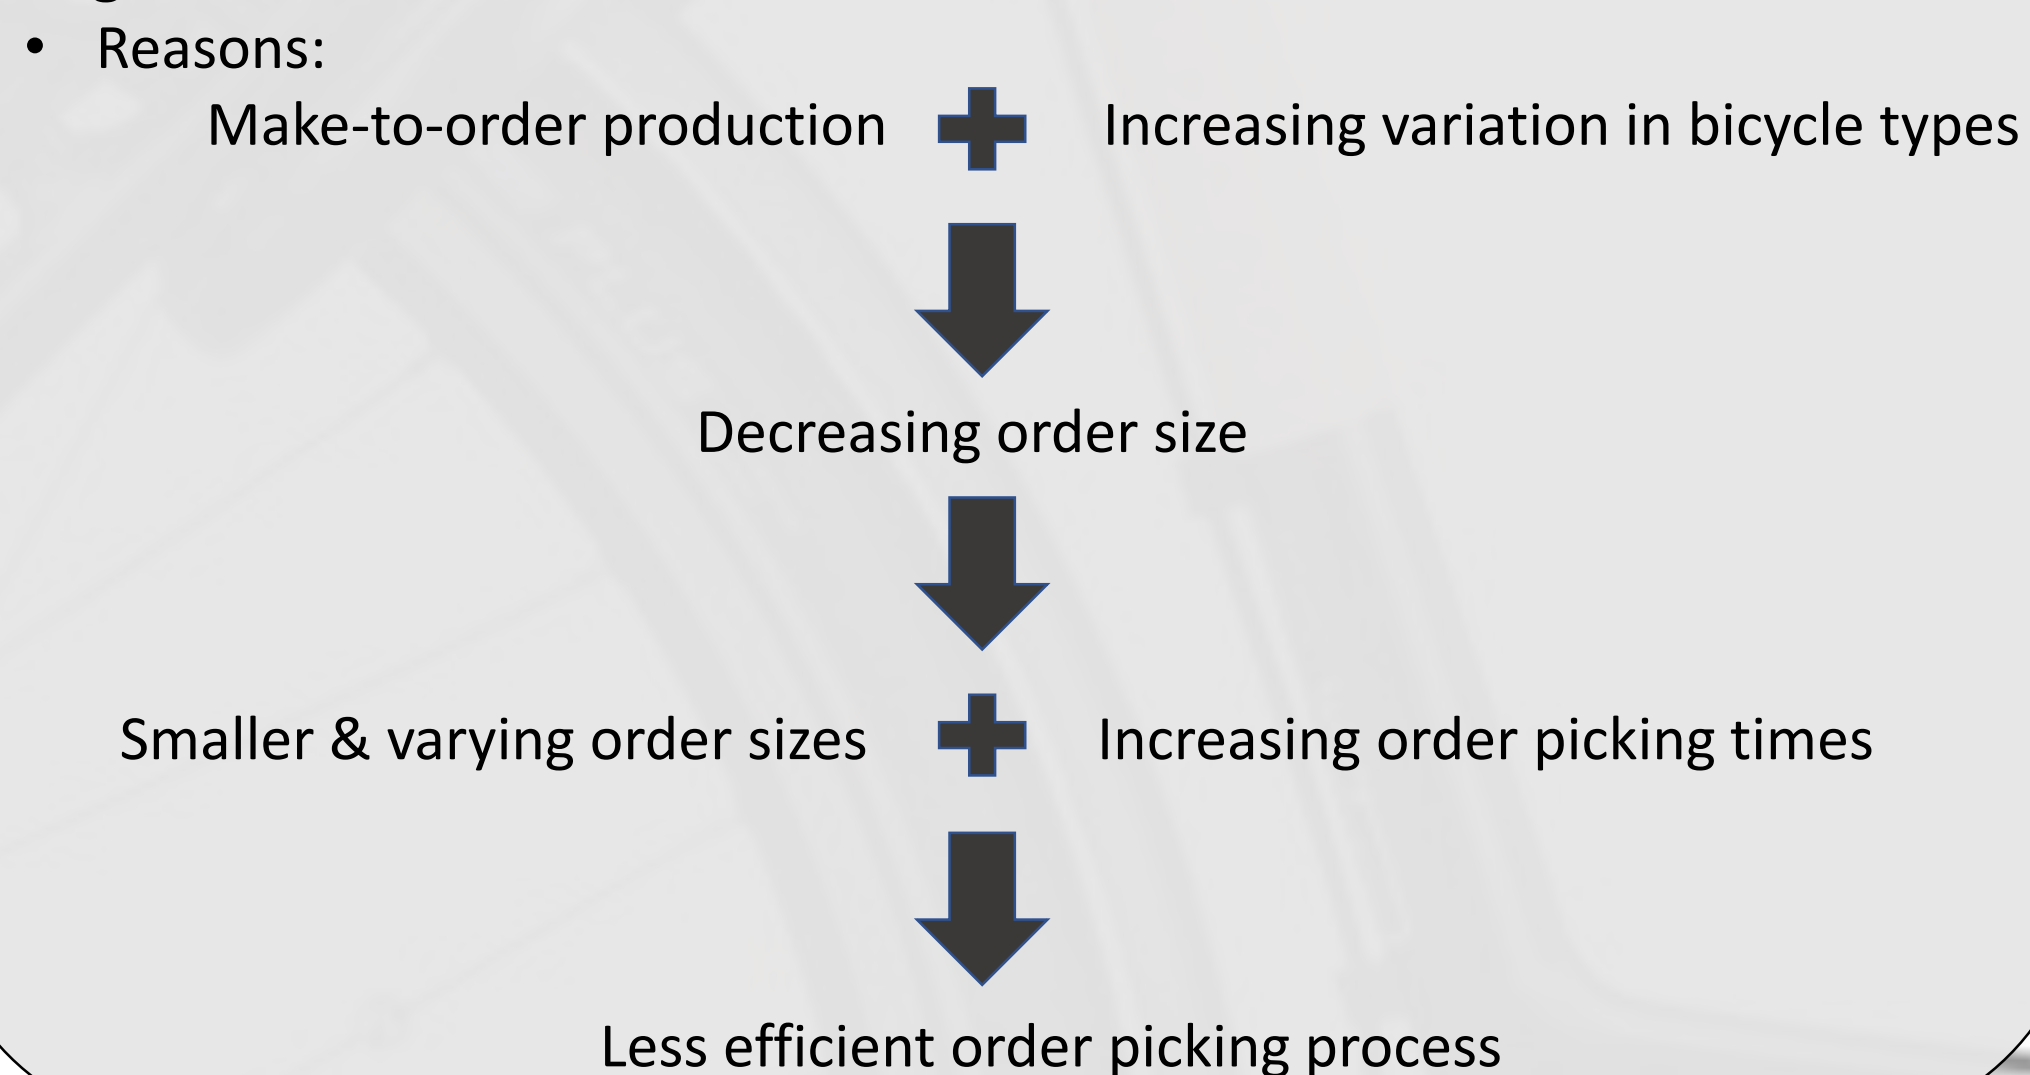 • Reasons:
Make-to-order production Increasing variation in bicycle types
Decreasing order size
Smaller & varying order sizes Increasing order picking times
Less efficient order picking process